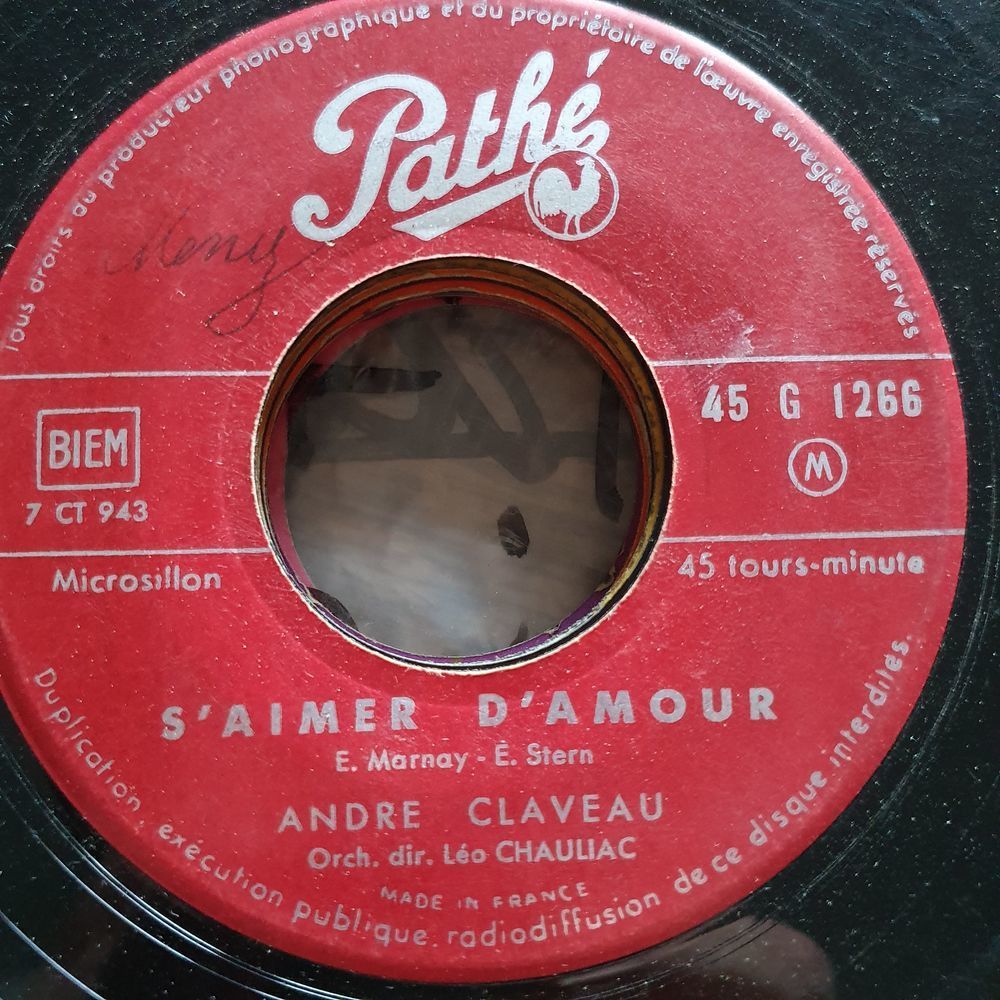 Tous droits du producteur phonographique et du propriétaire de l'œuvre enregistrée réservés
Pathé
45 G 1266
BIEM
M
7 CT 943
Microsillon
45 tours-minute
S'AIMER D'AMOUR
E. Marnay - E. Stern
ANDRE CLAVEAU
Orch. dir. Léo CHAULIAC
MADE IN FRANCE
Duplication, exécution publique, radiodiffusion de ce disque interdites.